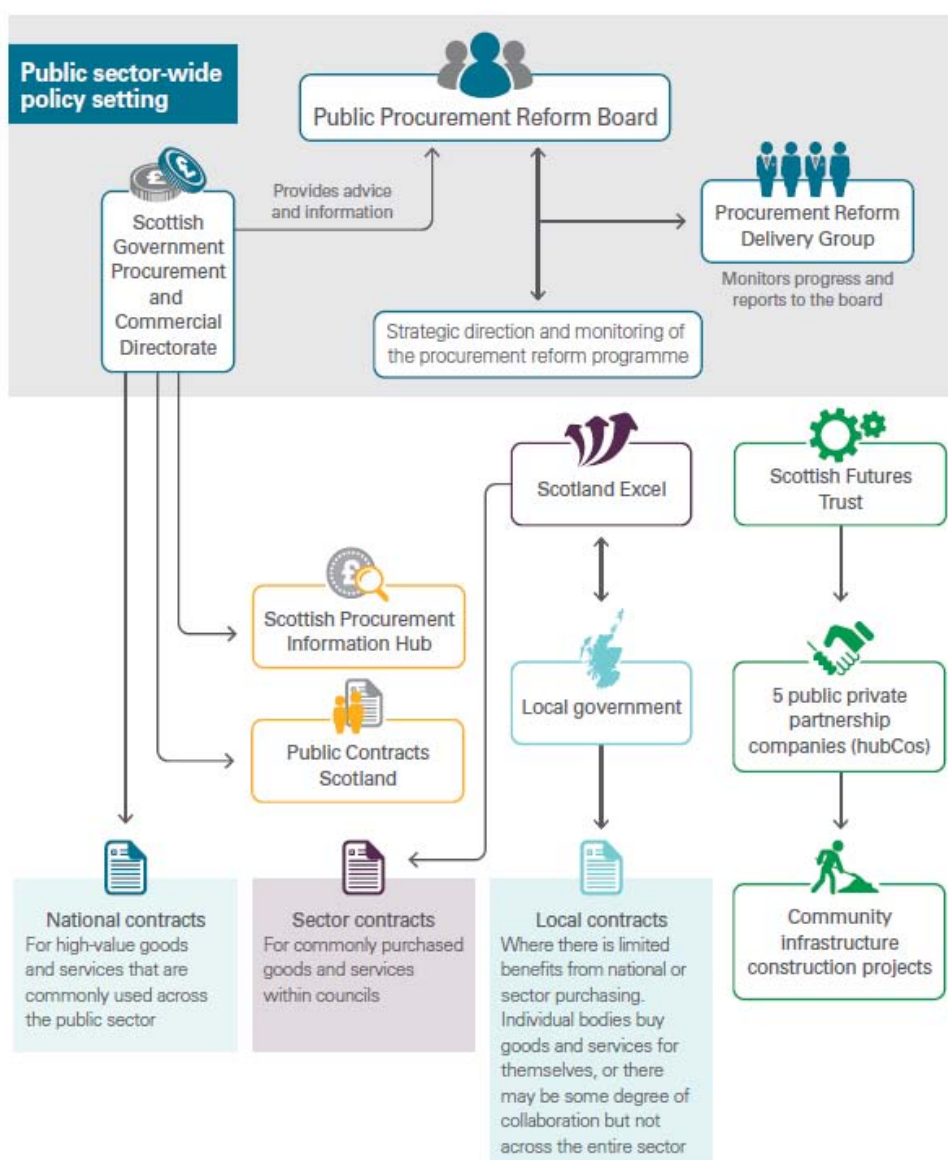 Public sector-wide
policy setting
Public Procurement Reform Board
Provides advice
and information
Scottish
Government
Procurement
and
Commercial
Directorate
Procurement Reform
Delivery Group
Monitors progress and
reports to the board
Strategic direction and monitoring of
the procurement reform programme
Scotland Excel
Scottish Futures
Trust
Scottish Procurement
Information Hub
Local government
5 public private
partnership
companies (hubCos)
Public Contracts
Scotland
National contracts
For high-value goods
and services that are
commonly used across
the public sector
Sector contracts
For commonly purchased
goods and services
within councils
Local contracts
Where there is limited
benefits from national or
sector purchasing.
Individual bodies buy
goods and services for
themselves, or there
may be some degree of
collaboration but not
across the entire sector
Community
infrastructure
construction projects